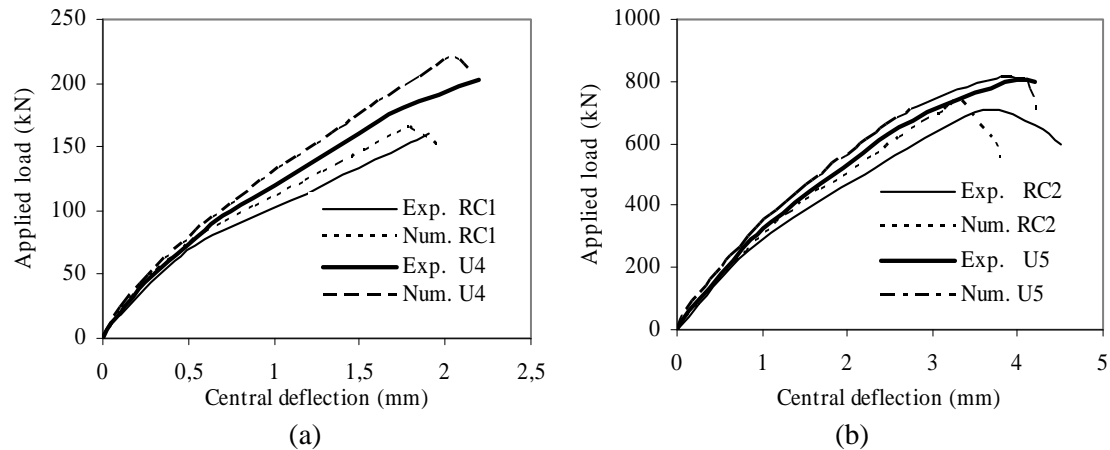 250
200
150
100
50
0
Applied load (kN)
0 0,5 1 1,5 2 2,5
Central deflection (mm)
Exp. RC1
Num. RC1
Exp. U4
Num. U4
(a)
1000
800
600
400
200
0
Applied load (kN)
0 1 2 3 4 5
Central deflection (mm)
Exp. RC2
Num. RC2
Exp. U5
Num. U5
(b)